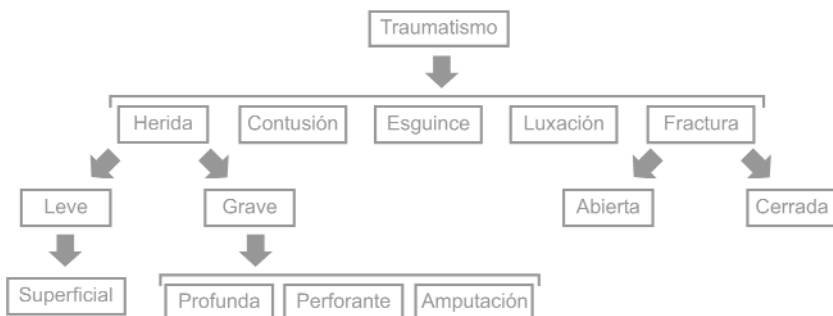 Traumatismo
Herida
Contusión
Esguince
Luxación
Fractura
Leve
Grave
Abierta
Cerrada
Superficial
Profunda
Perforante
Amputación